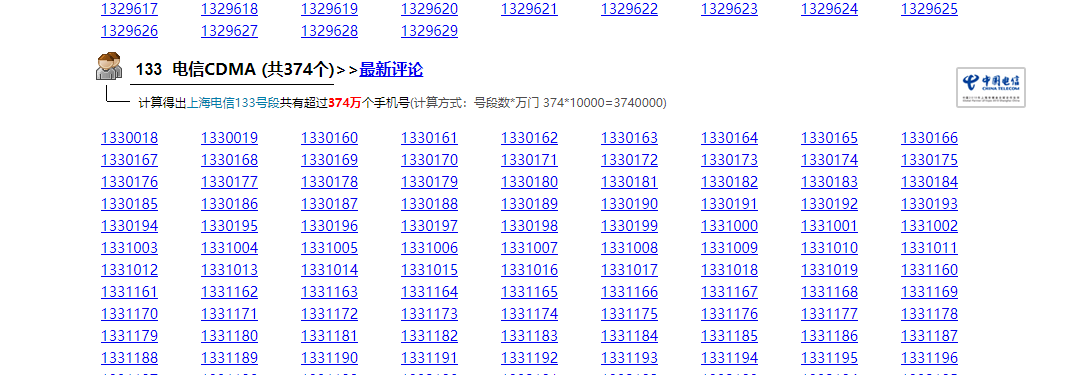 1329617 1329618 1329619 1329620 1329621 1329622 1329623 1329624 1329625
1329626 1329627 1329628 1329629
133 电信CDMA (共374个)>>最新评论
中国电信
CHINA TELECOM
计算得出上海电信133号段共有超过374万个手机号(计算方式：号段数*万门 374*10000=3740000)
1330018 1330019 1330160 1330161 1330162 1330163 1330164 1330165 1330166
1330167 1330168 1330169 1330170 1330171 1330172 1330173 1330174 1330175
1330176 1330177 1330178 1330179 1330180 1330181 1330182 1330183 1330184
1330185 1330186 1330187 1330188 1330189 1330190 1330191 1330192 1330193
1330194 1330195 1330196 1330197 1330198 1330199 1331000 1331001 1331002
1331003 1331004 1331005 1331006 1331007 1331008 1331009 1331010 1331011
1331012 1331013 1331014 1331015 1331016 1331017 1331018 1331019 1331160
1331161 1331162 1331163 1331164 1331165 1331166 1331167 1331168 1331169
1331170 1331171 1331172 1331173 1331174 1331175 1331176 1331177 1331178
1331179 1331180 1331181 1331182 1331183 1331184 1331185 1331186 1331187
1331188 1331189 1331190 1331191 1331192 1331193 1331194 1331195 1331196